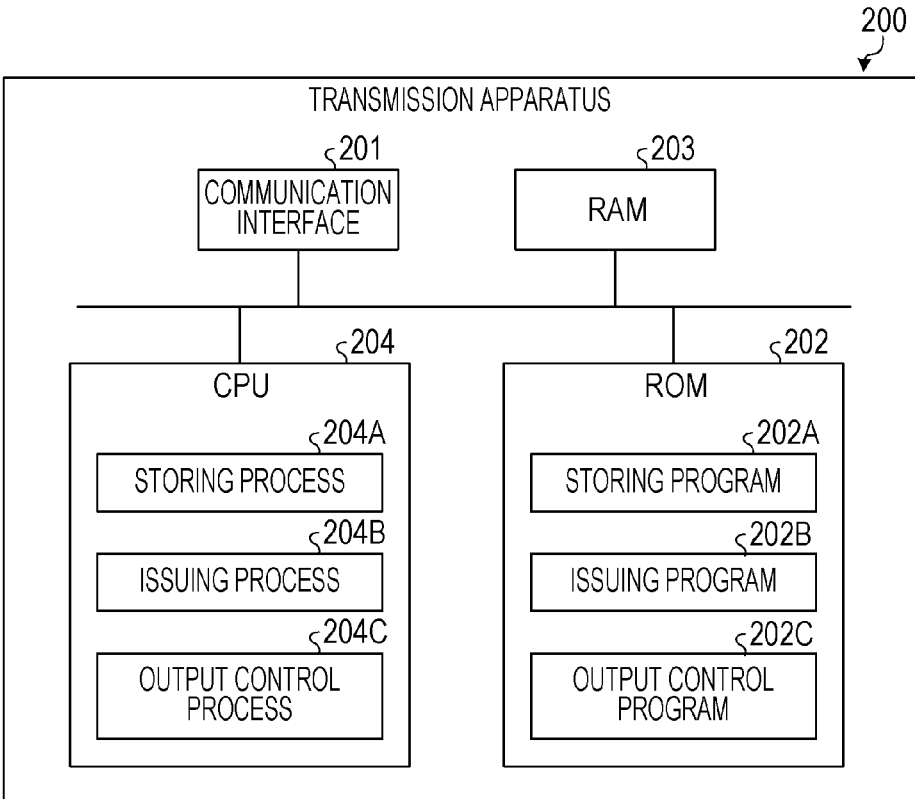 200
TRANSMISSION APPARATUS
201
COMMUNICATION
INTERFACE
203
RAM
204
CPU
204A
STORING PROCESS
204B
ISSUING PROCESS
204C
OUTPUT CONTROL
PROCESS
202
ROM
202A
STORING PROGRAM
202B
ISSUING PROGRAM
202C
OUTPUT CONTROL
PROGRAM